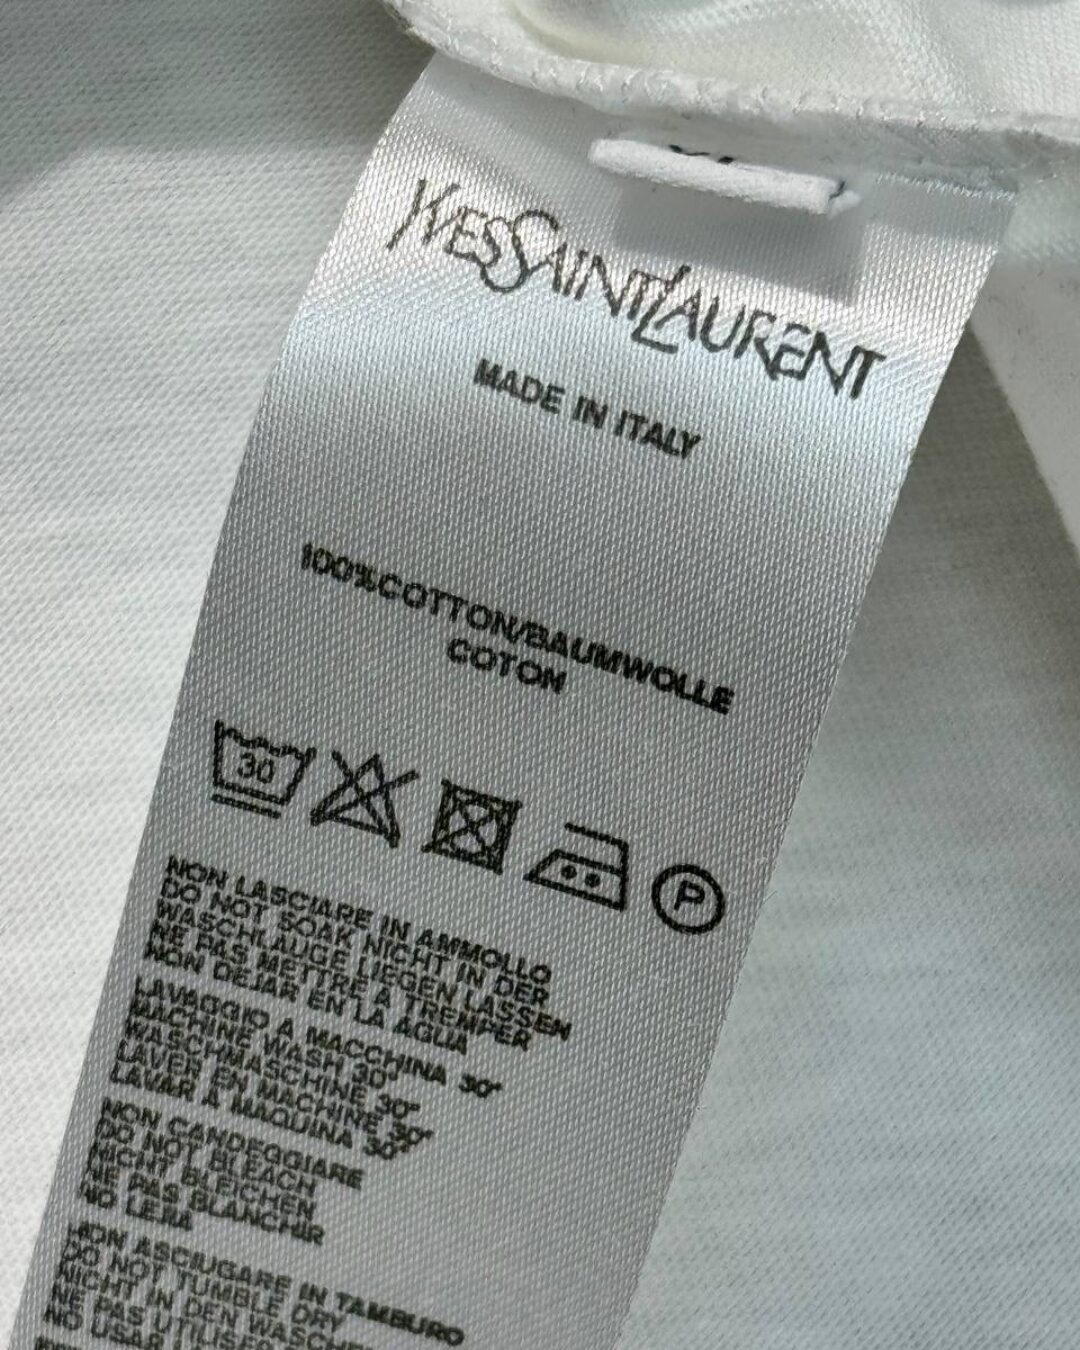 YVESSAINTLAURENT
MADE IN ITALY
100%COTTON/BAUMWOLLE
COTON
30
P
NON LASCIARE IN AMMOLLO
DO NOT SOAK NICHT IN DER
WASCHLAUGE LIEGEN LASSEN
NE PAS METTRE A TREMPER
NON DEJAR EN LA AGUA
LAVAGGIO A MACCHINA 30°
MACHINE WASH 30°
WASCHMASCHINE 30°
LAVER EN MACHINE 30°
LAVAR A MAQUINA 30°
NON CANDEGGIARE
DO NOT BLEACH
NICHT BLEICHEN
NE PAS BLANCHIR
NO LEJIA
NON ASCIUGARE IN TAMBURO
DO NOT TUMBLE DRY
NICHT IN DEN
NE PAS
NO USAR